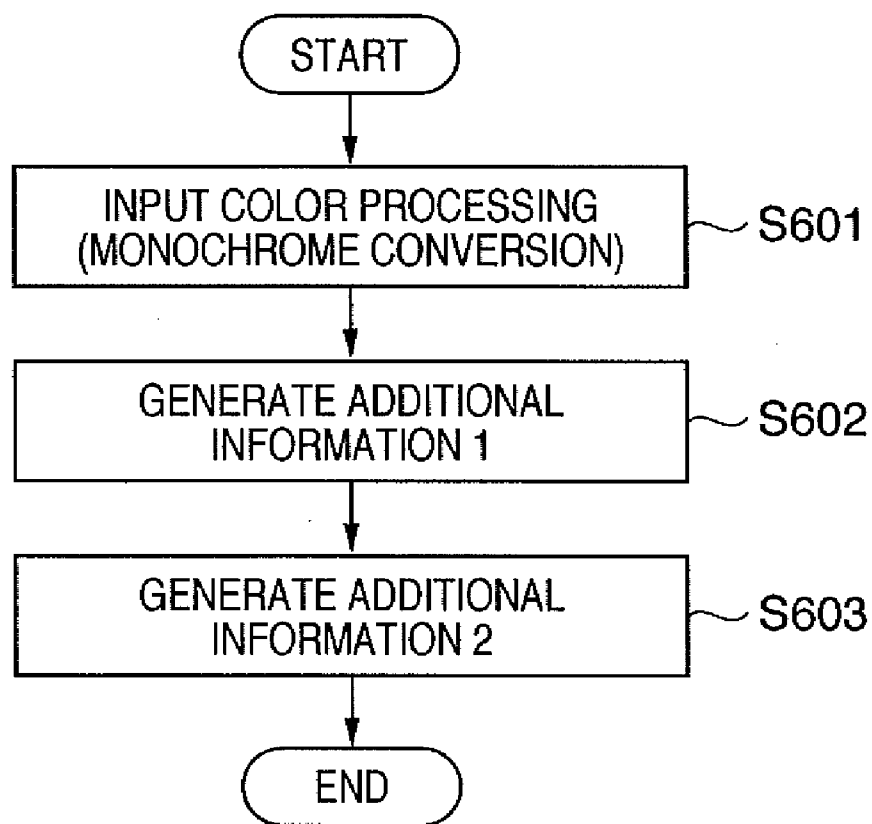 START
INPUT COLOR PROCESSING
(MONOCHROME CONVERSION)
S601
GENERATE ADDITIONAL
INFORMATION 1
S602
GENERATE ADDITIONAL
INFORMATION 2
S603
END